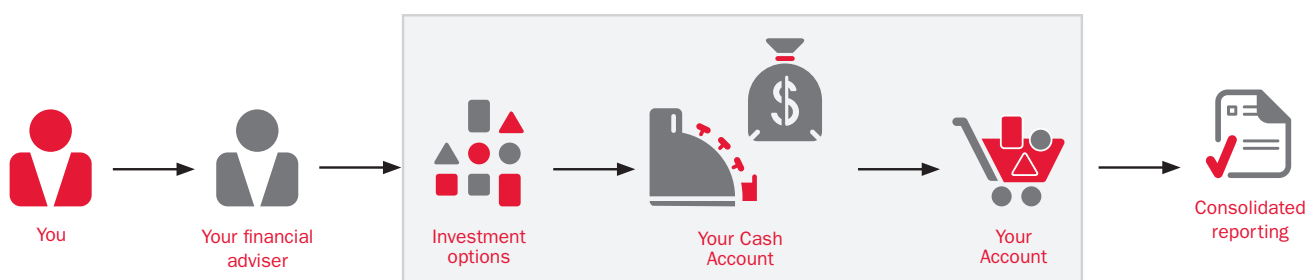 $
You
Your financial
adviser
Investment
options
Your Cash
Account
Your
Account
Consolidated
reporting